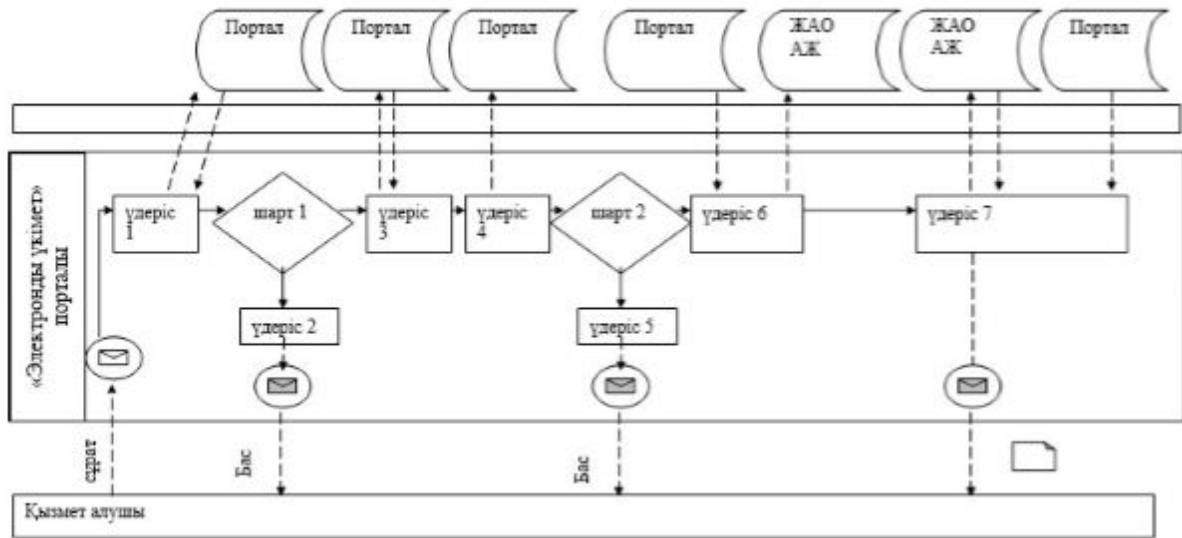 Портал
Портал
Портал
Портал
ЖАО
АЖ
ЖАО
АЖ
Портал
«Электронды үкімет»
порталы
үдеріс
1
шарт 1
үдеріс
3
үдеріс
4
шарт 2
үдеріс 6
үдеріс 7
үдеріс 2
үдеріс 5
сұрат
Бас
Бас
Қызмет алушы